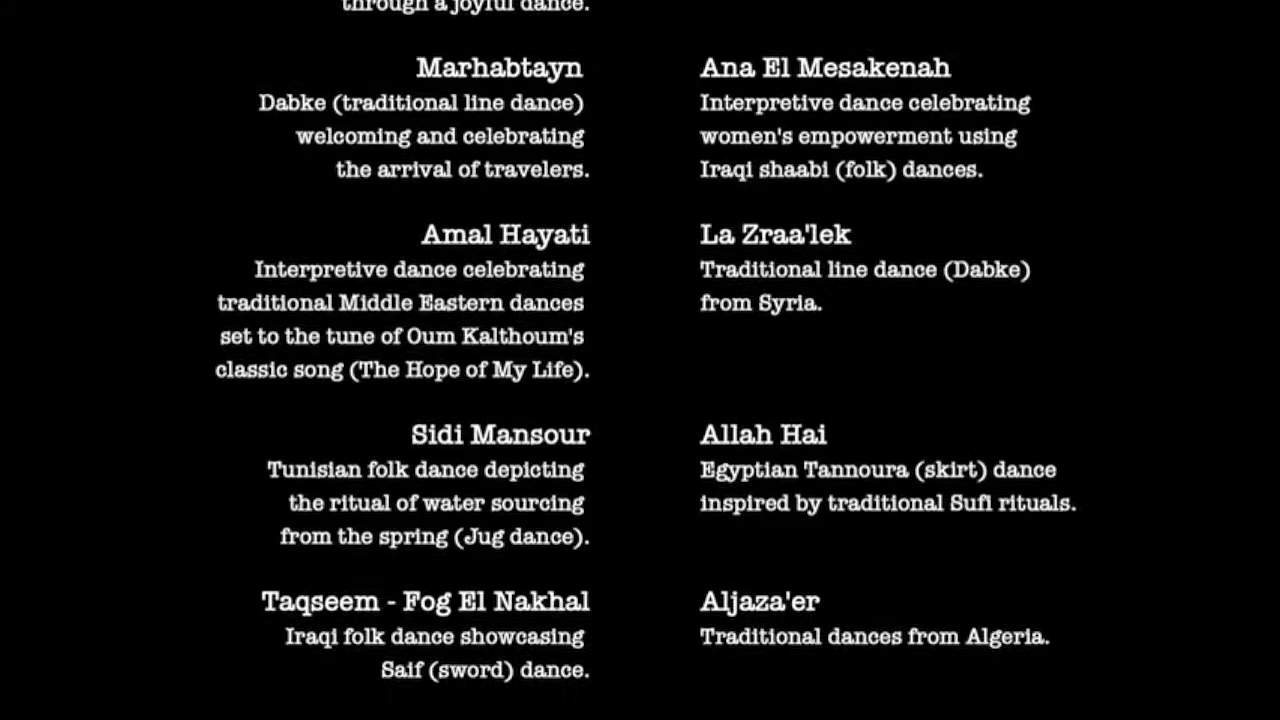 through a joyful dance.
Marhabtayn
Dabke (traditional line dance)
welcoming and celebrating
the arrival of travelers.
Amal Hayati
Interpretive dance celebrating
traditional Middle Eastern dances
set to the tune of Oum Kalthoum's
classic song (The Hope of My Life).
Sidi Mansour
Tunisian folk dance depicting
the ritual of water sourcing
from the spring (Jug dance).
Taqseem - Fog El Nakhal
Iraqi folk dance showcasing
Saif (sword) dance.
Ana El Mesakenah
Interpretive dance celebrating
women's empowerment using
Iraqi shaabi (folk) dances.
La Zraa'lek
Traditional line dance (Dabke)
from Syria.
Allah Hai
Egyptian Tannoura (skirt) dance
inspired by traditional Sufi rituals.
Aljaza'er
Traditional dances from Algeria.